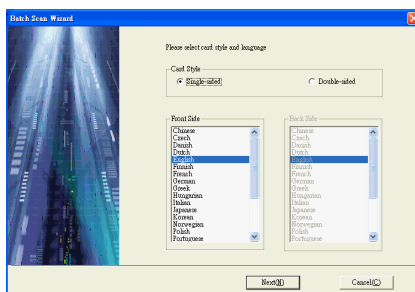 Batch Scan Wizard
Please select card style and language
Card Style
Single-sided
Double-sided
Front Side
Chinese
Czech
Danish
Dutch
English
Finnish
French
German
Greek
Hungarian
Italian
Japanese
Korean
Norwegian
Polish
Portuguese
Back Side
Chinese
Czech
Danish
Dutch
English
Finnish
French
German
Greek
Hungarian
Italian
Japanese
Korean
Norwegian
Polish
Portuguese
Next(N)
Cancel(C)